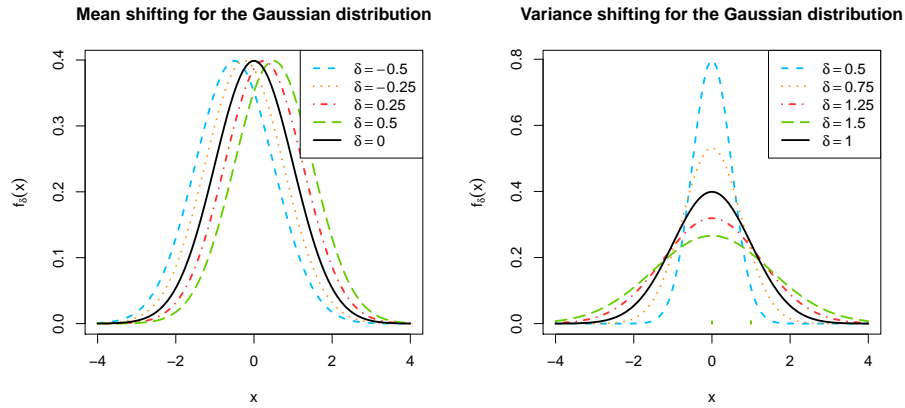 Mean shifting for the Gaussian distribution
fδ(x)
0.4
0.3
0.2
0.1
0.0
δ = −0.5
δ = −0.25
δ = 0.25
δ = 0.5
δ = 0
−4 −2 0 2 4
x
Variance shifting for the Gaussian distribution
fδ(x)
0.8
0.6
0.4
0.2
0.0
δ = 0.5
δ = 0.75
δ = 1.25
δ = 1.5
δ = 1
−4 −2 0 2 4
x